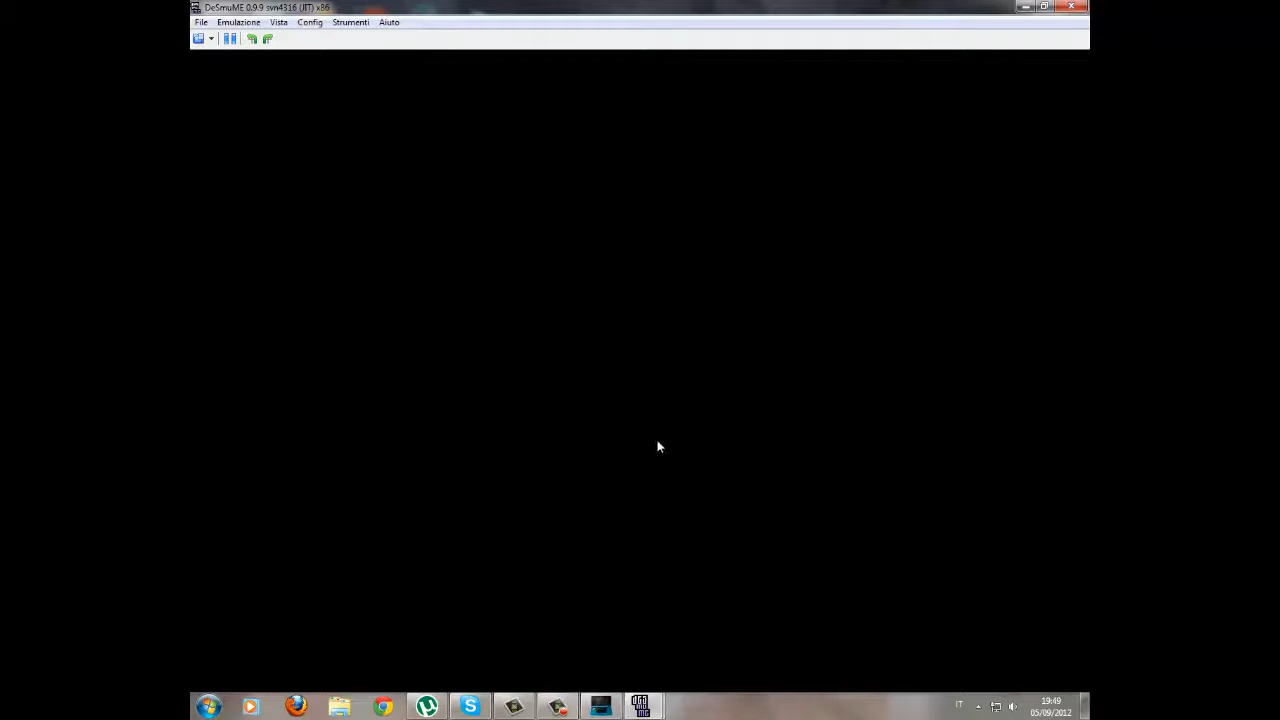 DeSmuME 0.9.9 svn4316 (JIT) x86
File Emulazione Vista Config Strumenti Aiuto
IT
19:49
05/09/2012